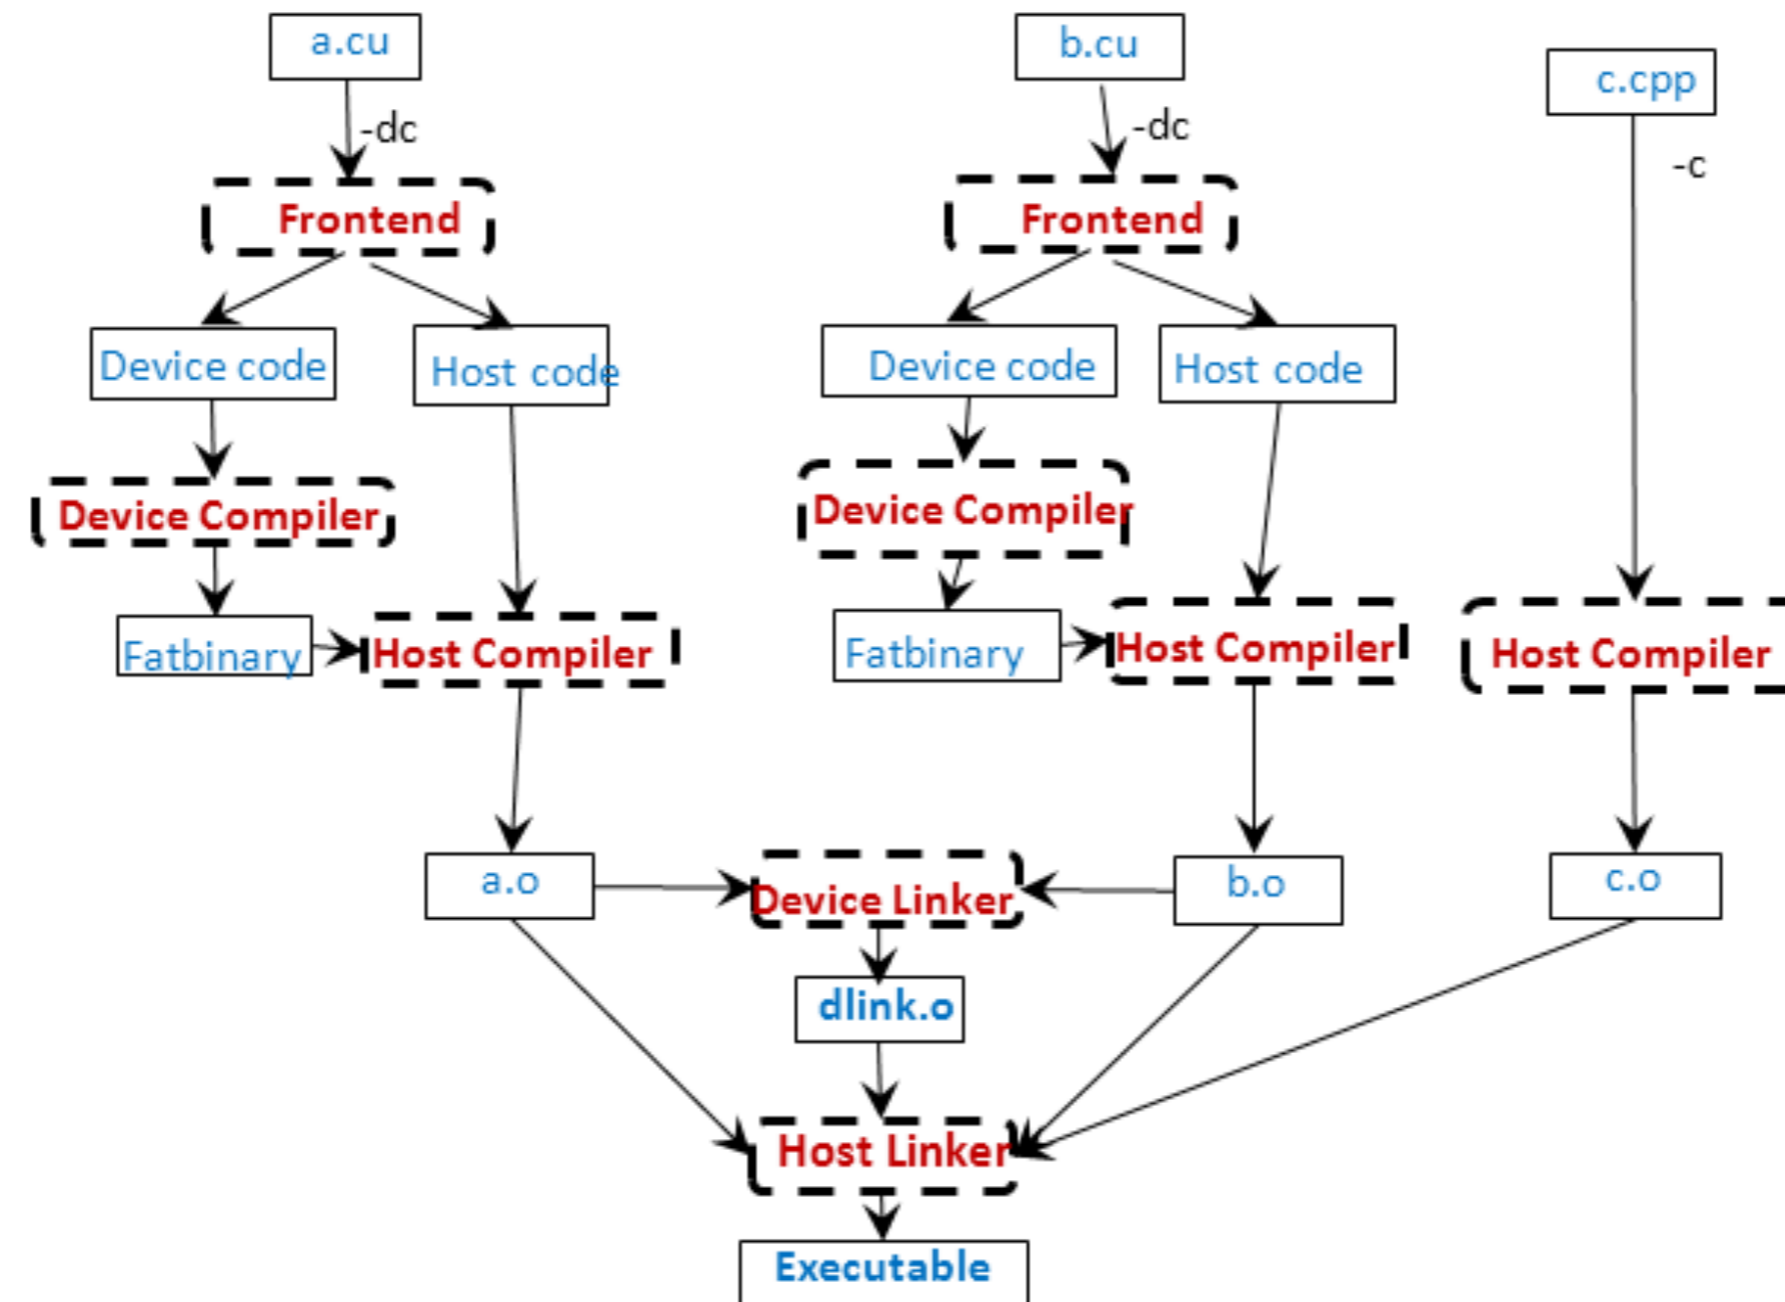 a.cu
b.cu
c.cpp
-dc
-dc
-c
Frontend
Frontend
Device code
Host code
Device code
Host code
Device Compiler
Device Compiler
Fatbinary
Host Compiler
Fatbinary
Host Compiler
Host Compiler
a.o
Device Linker
b.o
c.o
dlink.o
Host Linker
Executable